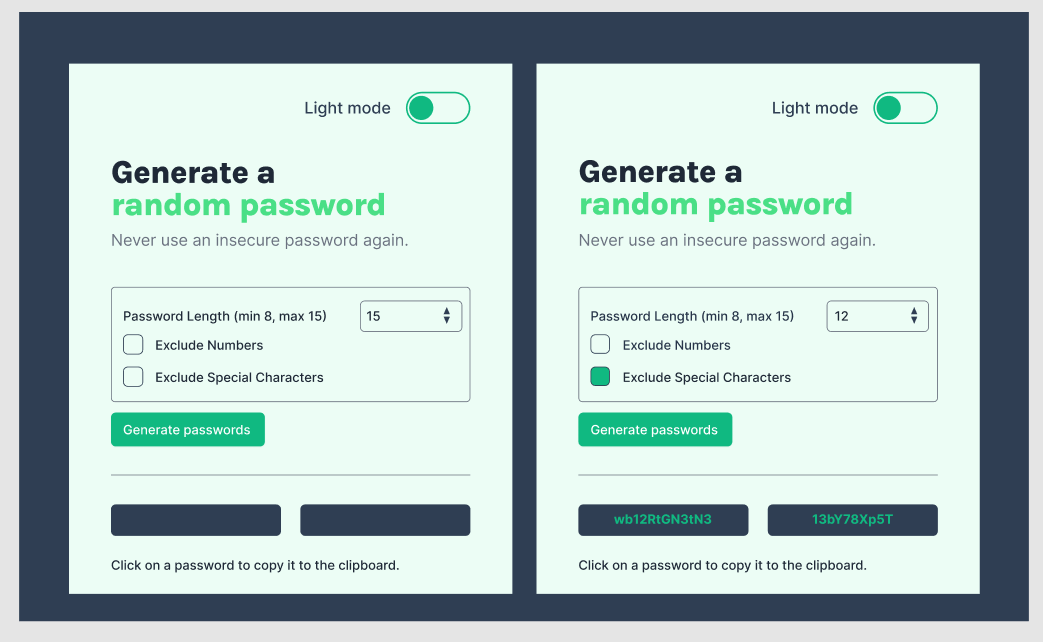 Light mode
Generate a
random password
Never use an insecure password again.
Password Length (min 8, max 15) 15
Exclude Numbers
Exclude Special Characters
Generate passwords
Click on a password to copy it to the clipboard.
Light mode
Generate a
random password
Never use an insecure password again.
Password Length (min 8, max 15) 12
Exclude Numbers
Exclude Special Characters
Generate passwords
wb12RtGN3tN3 13bY78Xp5T
Click on a password to copy it to the clipboard.